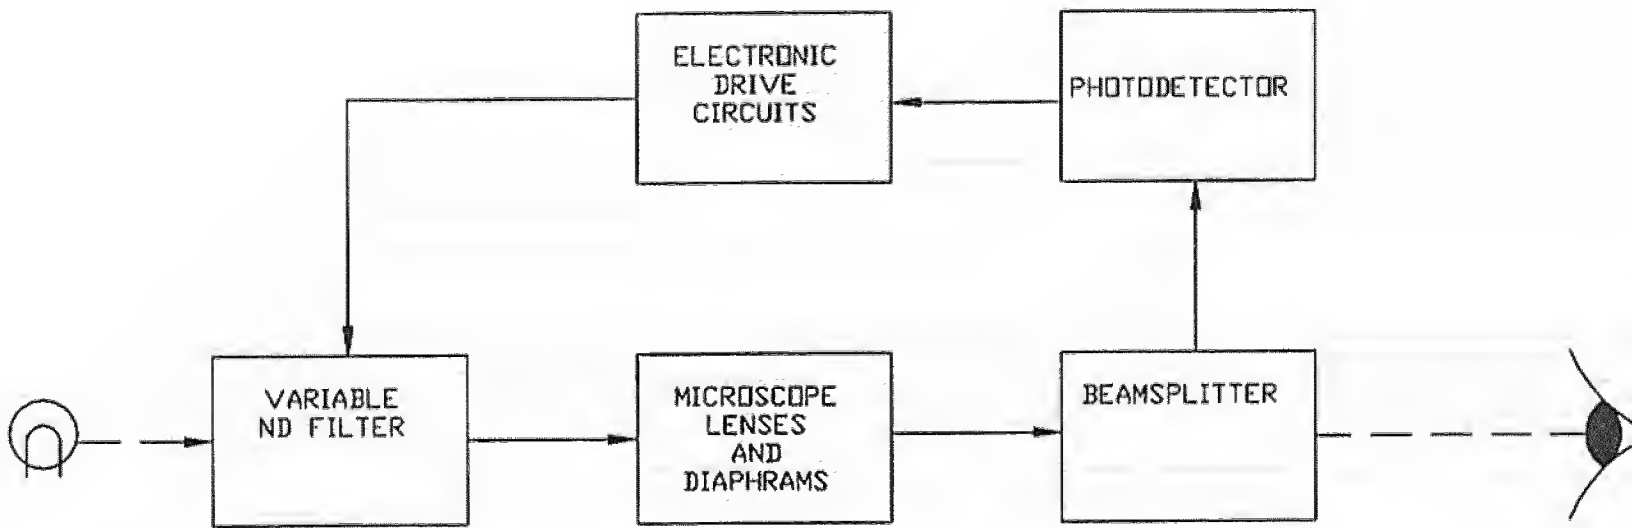 ELECTRONIC
DRIVE
CIRCUITS
PHOTODETECTOR
VARIABLE
ND FILTER
MICROSCOPE
LENSES
AND
DIAPHRAMS
BEAMSPLITTER